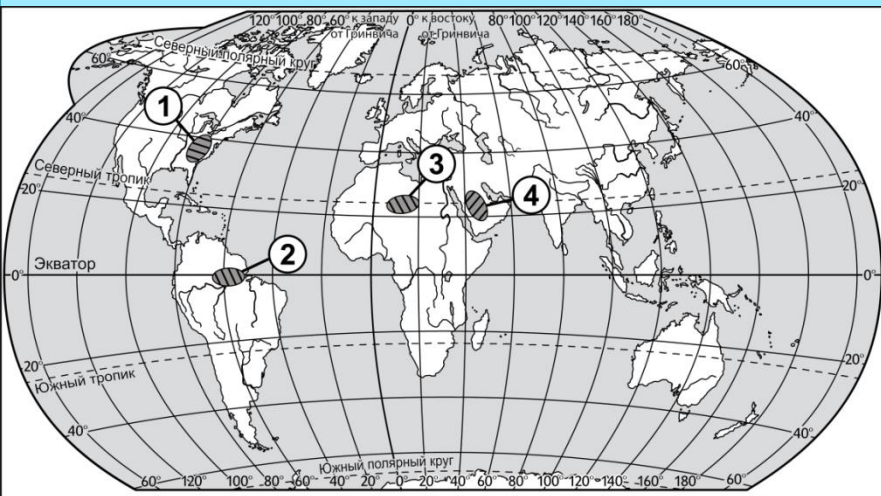 120° 100° 80° 60° к западу 0° к востоку 80° 100° 120° 140° 160° 180°
от Гринвича от Гринвича
Северный полярный круг
60° 60°
1
40° 40°
3
Северный тропик
4
20° 20°
2
Экватор
0° 0°
20° 20°
Южный тропик
40° 40°
Южный полярный круг
60° 160° 140° 120° 100° 80° 60° 40° 20° 0° 20° 40° 60° 80° 100° 120° 140° 160° 180° 60°